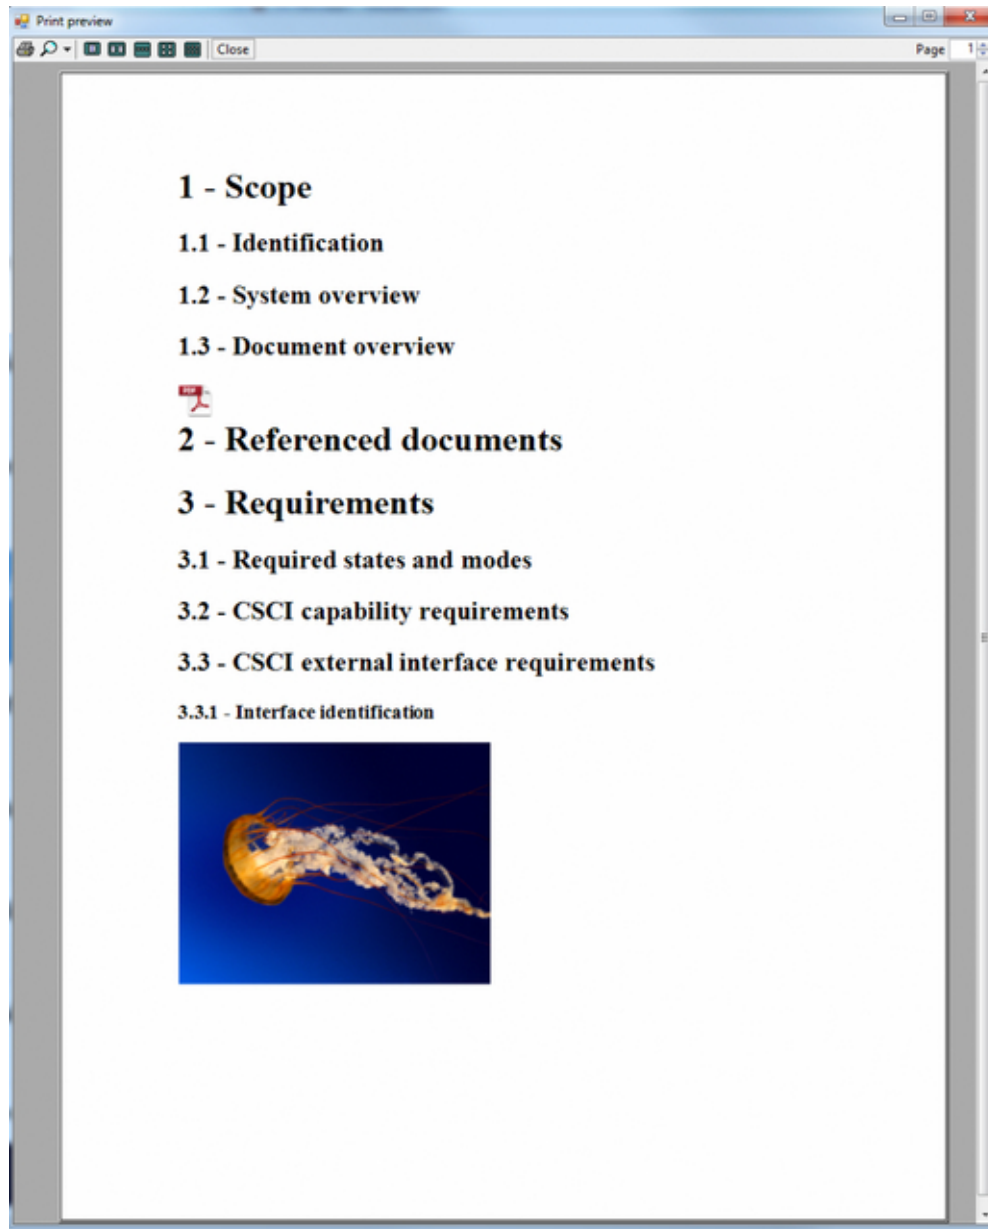 Print preview
Close
Page 1
1 - Scope
1.1 - Identification
1.2 - System overview
1.3 - Document overview
PDF
2 - Referenced documents
3 - Requirements
3.1 - Required states and modes
3.2 - CSCI capability requirements
3.3 - CSCI external interface requirements
3.3.1 - Interface identification